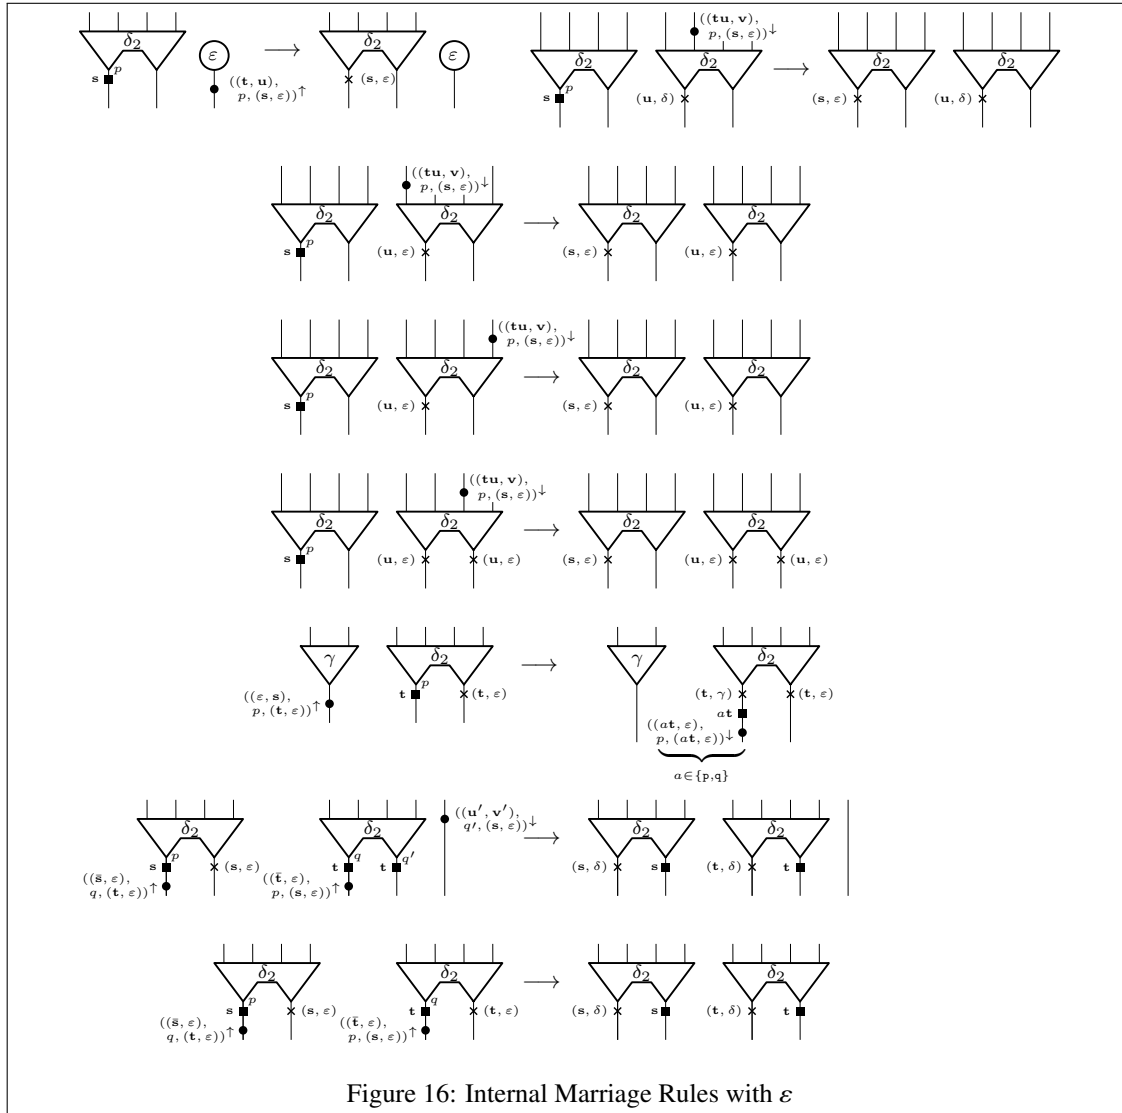 δ₂ ε ((𝐭, 𝐮), p, (𝐬, ε))↑ 𝐬 p ⟶ δ₂ (𝐬, ε) ε
δ₂ 𝐬 p δ₂ ((𝐭𝐮, 𝐯), p, (𝐬, ε))↓ (𝐮, δ) ⟶ δ₂ (𝐬, ε) δ₂ (𝐮, δ)
δ₂ 𝐬 p δ₂ ((𝐭𝐮, 𝐯), p, (𝐬, ε))↓ (𝐮, ε) ⟶ δ₂ (𝐬, ε) δ₂ (𝐮, ε)
δ₂ 𝐬 p δ₂ ((𝐭𝐮, 𝐯), p, (𝐬, ε))↓ (𝐮, ε) ⟶ δ₂ (𝐬, ε) δ₂ (𝐮, ε)
δ₂ 𝐬 p δ₂ ((𝐭𝐮, 𝐯), p, (𝐬, ε))↓ (𝐮, ε) (𝐮, ε) ⟶ δ₂ (𝐬, ε) δ₂ (𝐮, ε) (𝐮, ε)
γ ((ε, 𝐬), p, (𝐭, ε))↑ δ₂ 𝐭 p (𝐭, ε) ⟶ γ δ₂ (𝐭, γ) (𝐭, ε) a𝐭 ((a𝐭, ε), p, (a𝐭, ε))↓
a∈{p,q}
δ₂ 𝐬 p (𝐬, ε) ((𝐬̄, ε), q, (𝐭, ε))↑ δ₂ 𝐭 q 𝐭 q′ ((𝐭̄, ε), p, (𝐬, ε))↑ ((𝐮′, 𝐯′), q′, (𝐬, ε))↓ ⟶ δ₂ (𝐬, δ) 𝐬 δ₂ (𝐭, δ) 𝐭
δ₂ 𝐬 p (𝐬, ε) ((𝐬̄, ε), q, (𝐭, ε))↑ δ₂ 𝐭 q (𝐭, ε) ((𝐭̄, ε), p, (𝐬, ε))↑ ⟶ δ₂ (𝐬, δ) 𝐬 δ₂ (𝐭, δ) 𝐭
Figure 16: Internal Marriage Rules with ε